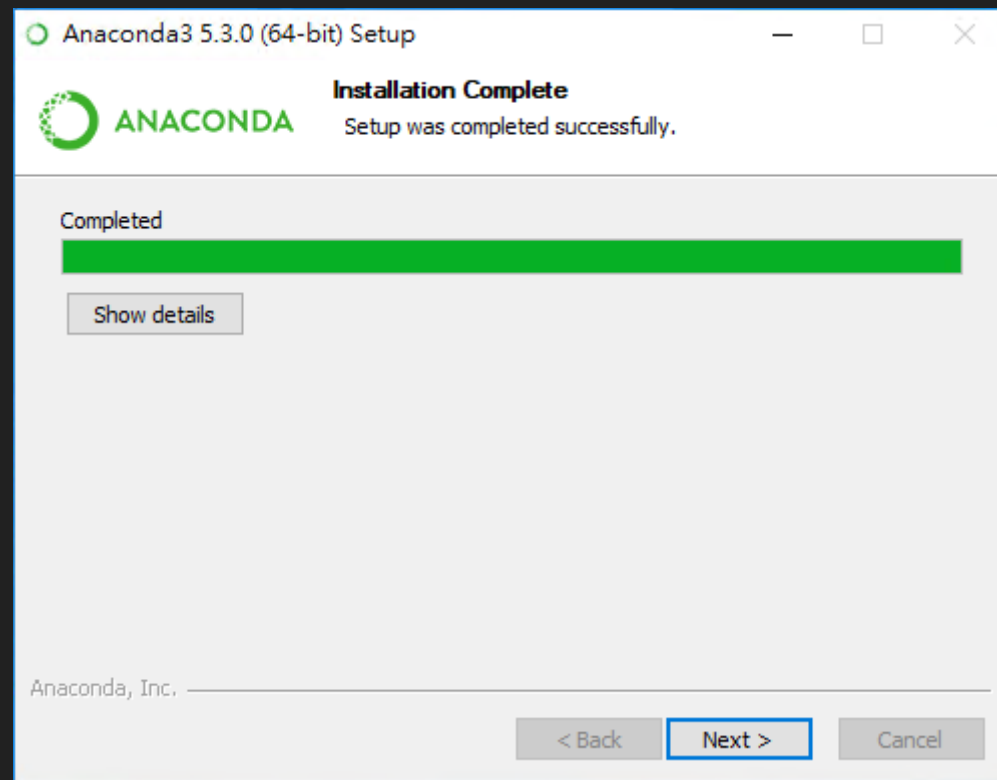 Anaconda3 5.3.0 (64-bit) Setup
ANACONDA
Installation Complete
Setup was completed successfully.
Completed
Show details
Anaconda, Inc.
< Back
Next >
Cancel